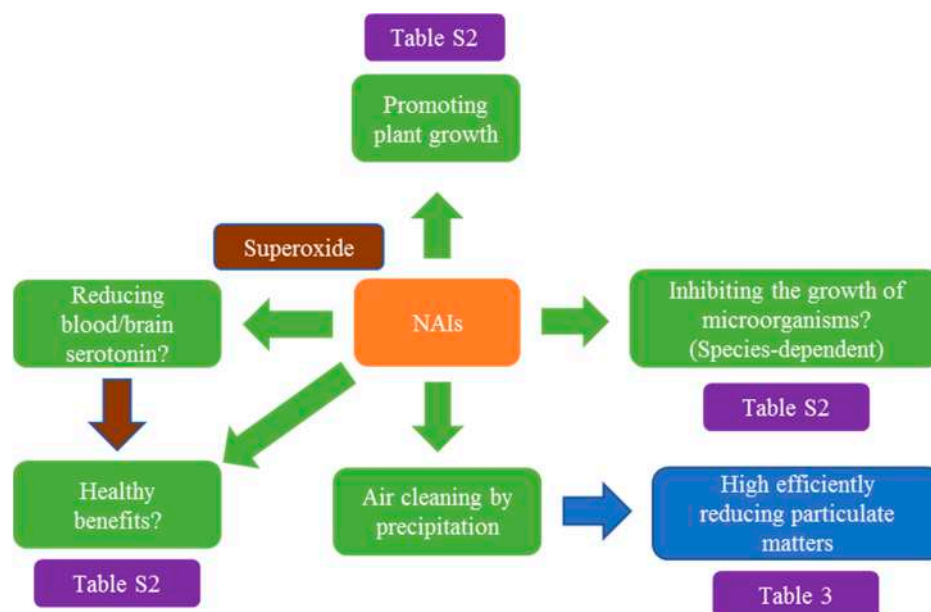 Table S2
Promoting
plant growth
Superoxide
Reducing
blood/brain
serotonin?
NAIs
Inhibiting the growth of
microorganisms?
(Species-dependent)
Table S2
Healthy
benefits?
Air cleaning by
precipitation
High efficiently
reducing particulate
matters
Table S2
Table 3